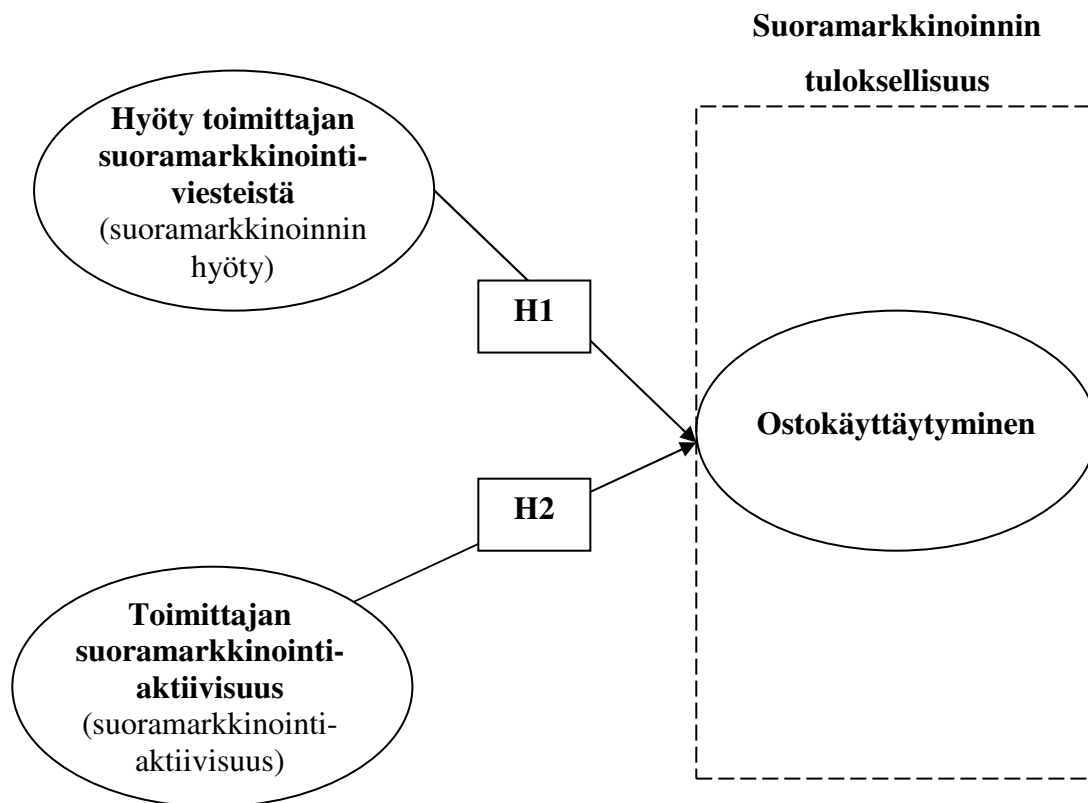 Suoramarkkinoinnin
tuloksellisuus
Hyöty toimittajan
suoramarkkinointi-
viesteistä
(suoramarkkinoinnin
hyöty)
H1
Ostokäyttäytyminen
H2
Toimittajan
suoramarkkinointi-
aktiivisuus
(suoramarkkinointi-
aktiivisuus)